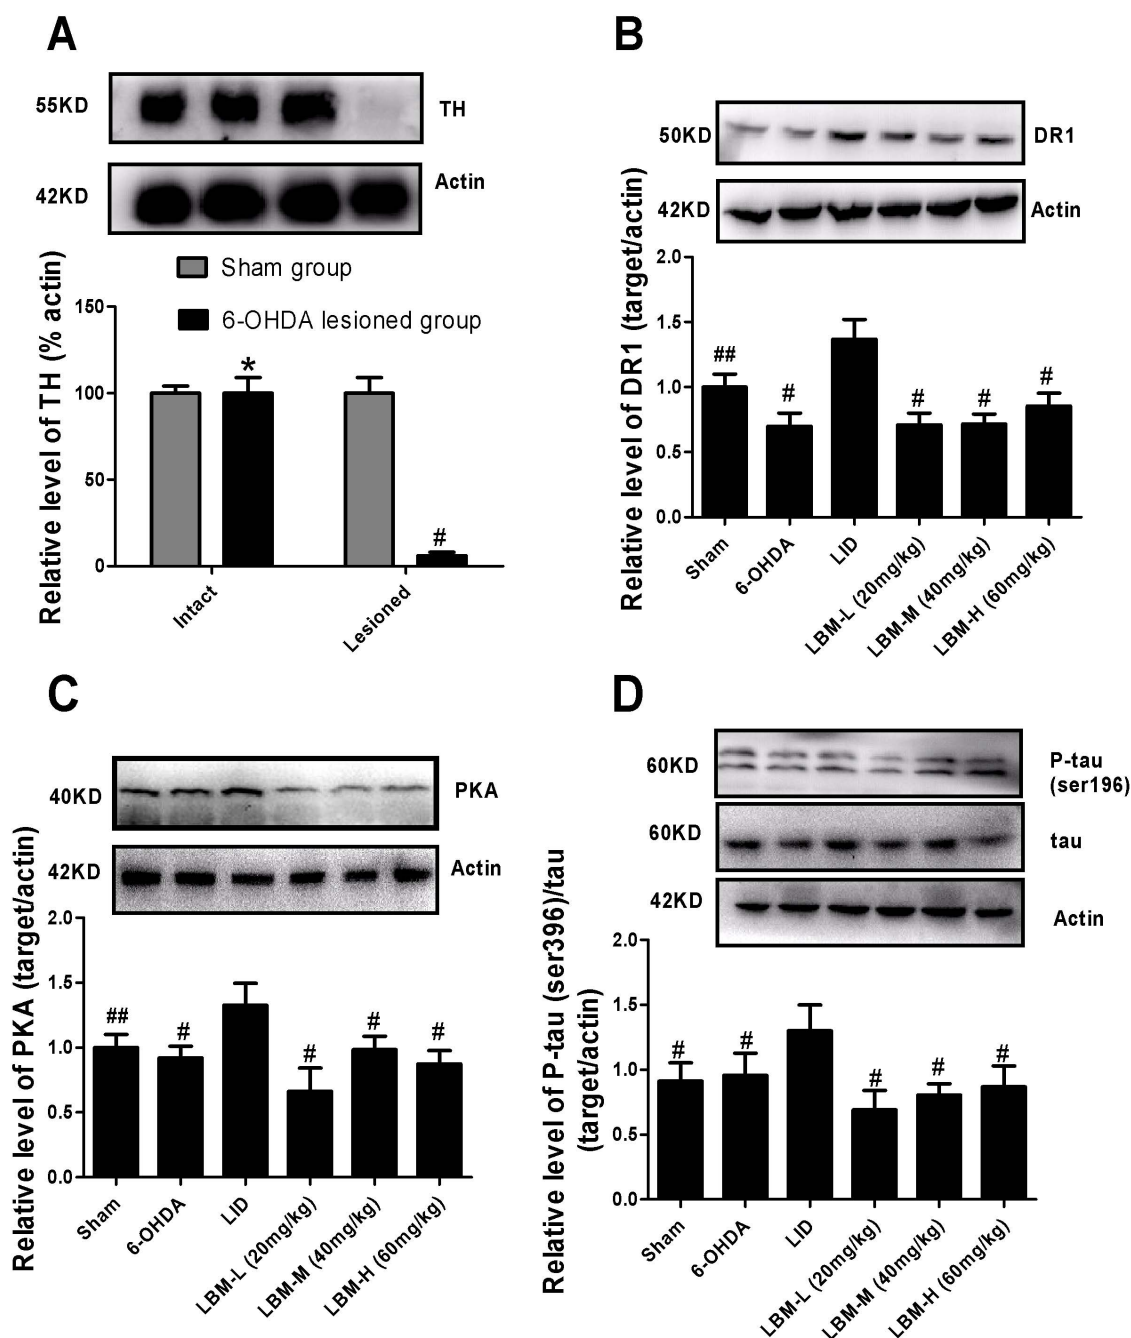 A
55KD
TH
42KD
Actin
Sham group
6-OHDA lesioned group
Relative level of TH (% actin)
150
100
50
0
*
#
Intact
Lesioned
B
50KD
DR1
42KD
Actin
Relative level of DR1 (target/actin)
2.0
1.5
1.0
0.5
0.0
##
#
#
#
#
Sham
6-OHDA
LID
LBM-L (20mg/kg)
LBM-M (40mg/kg)
LBM-H (60mg/kg)
C
40KD
PKA
42KD
Actin
Relative level of PKA (target/actin)
2.0
1.5
1.0
0.5
0.0
##
#
#
#
#
Sham
6-OHDA
LID
LBM-L (20mg/kg)
LBM-M (40mg/kg)
LBM-H (60mg/kg)
D
60KD
P-tau
(ser196)
60KD
tau
42KD
Actin
Relative level of P-tau (ser396)/tau
(target/actin)
2.0
1.5
1.0
0.5
0.0
#
#
#
#
#
Sham
6-OHDA
LID
LBM-L (20mg/kg)
LBM-M (40mg/kg)
LBM-H (60mg/kg)